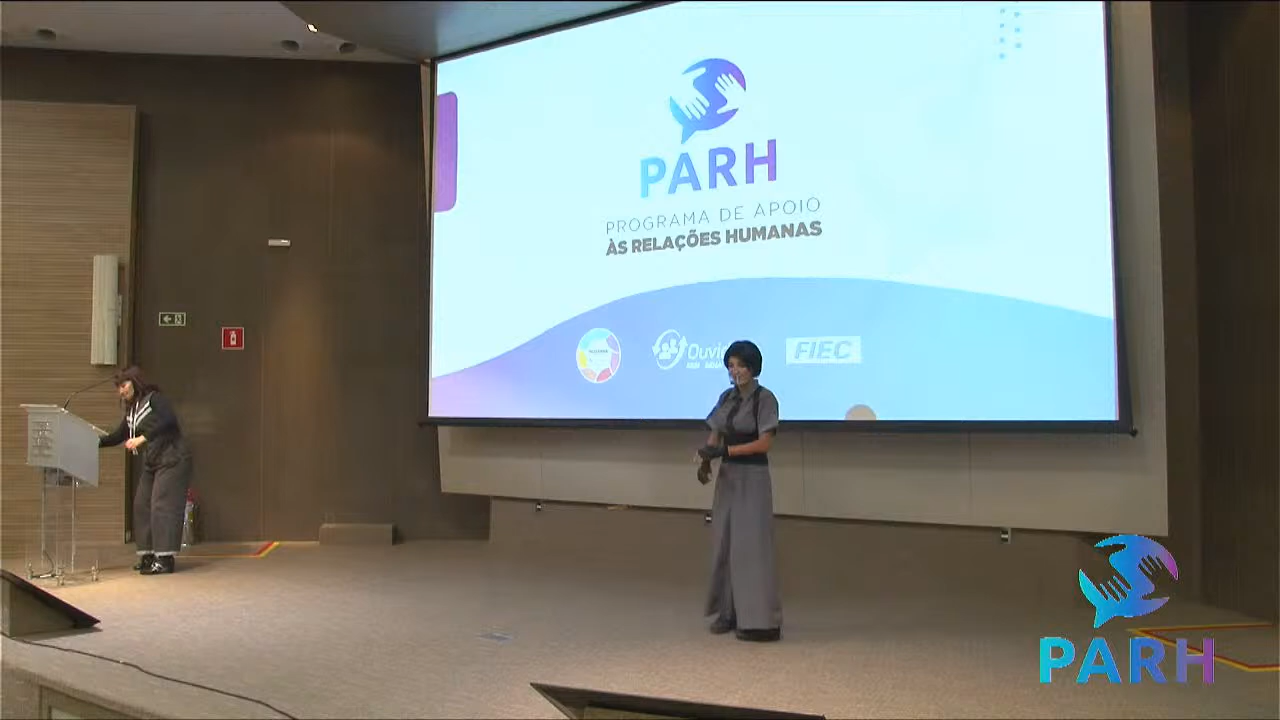 PARH
PROGRAMA DE APOIO
ÀS RELAÇÕES HUMANAS
FIEC
PARH